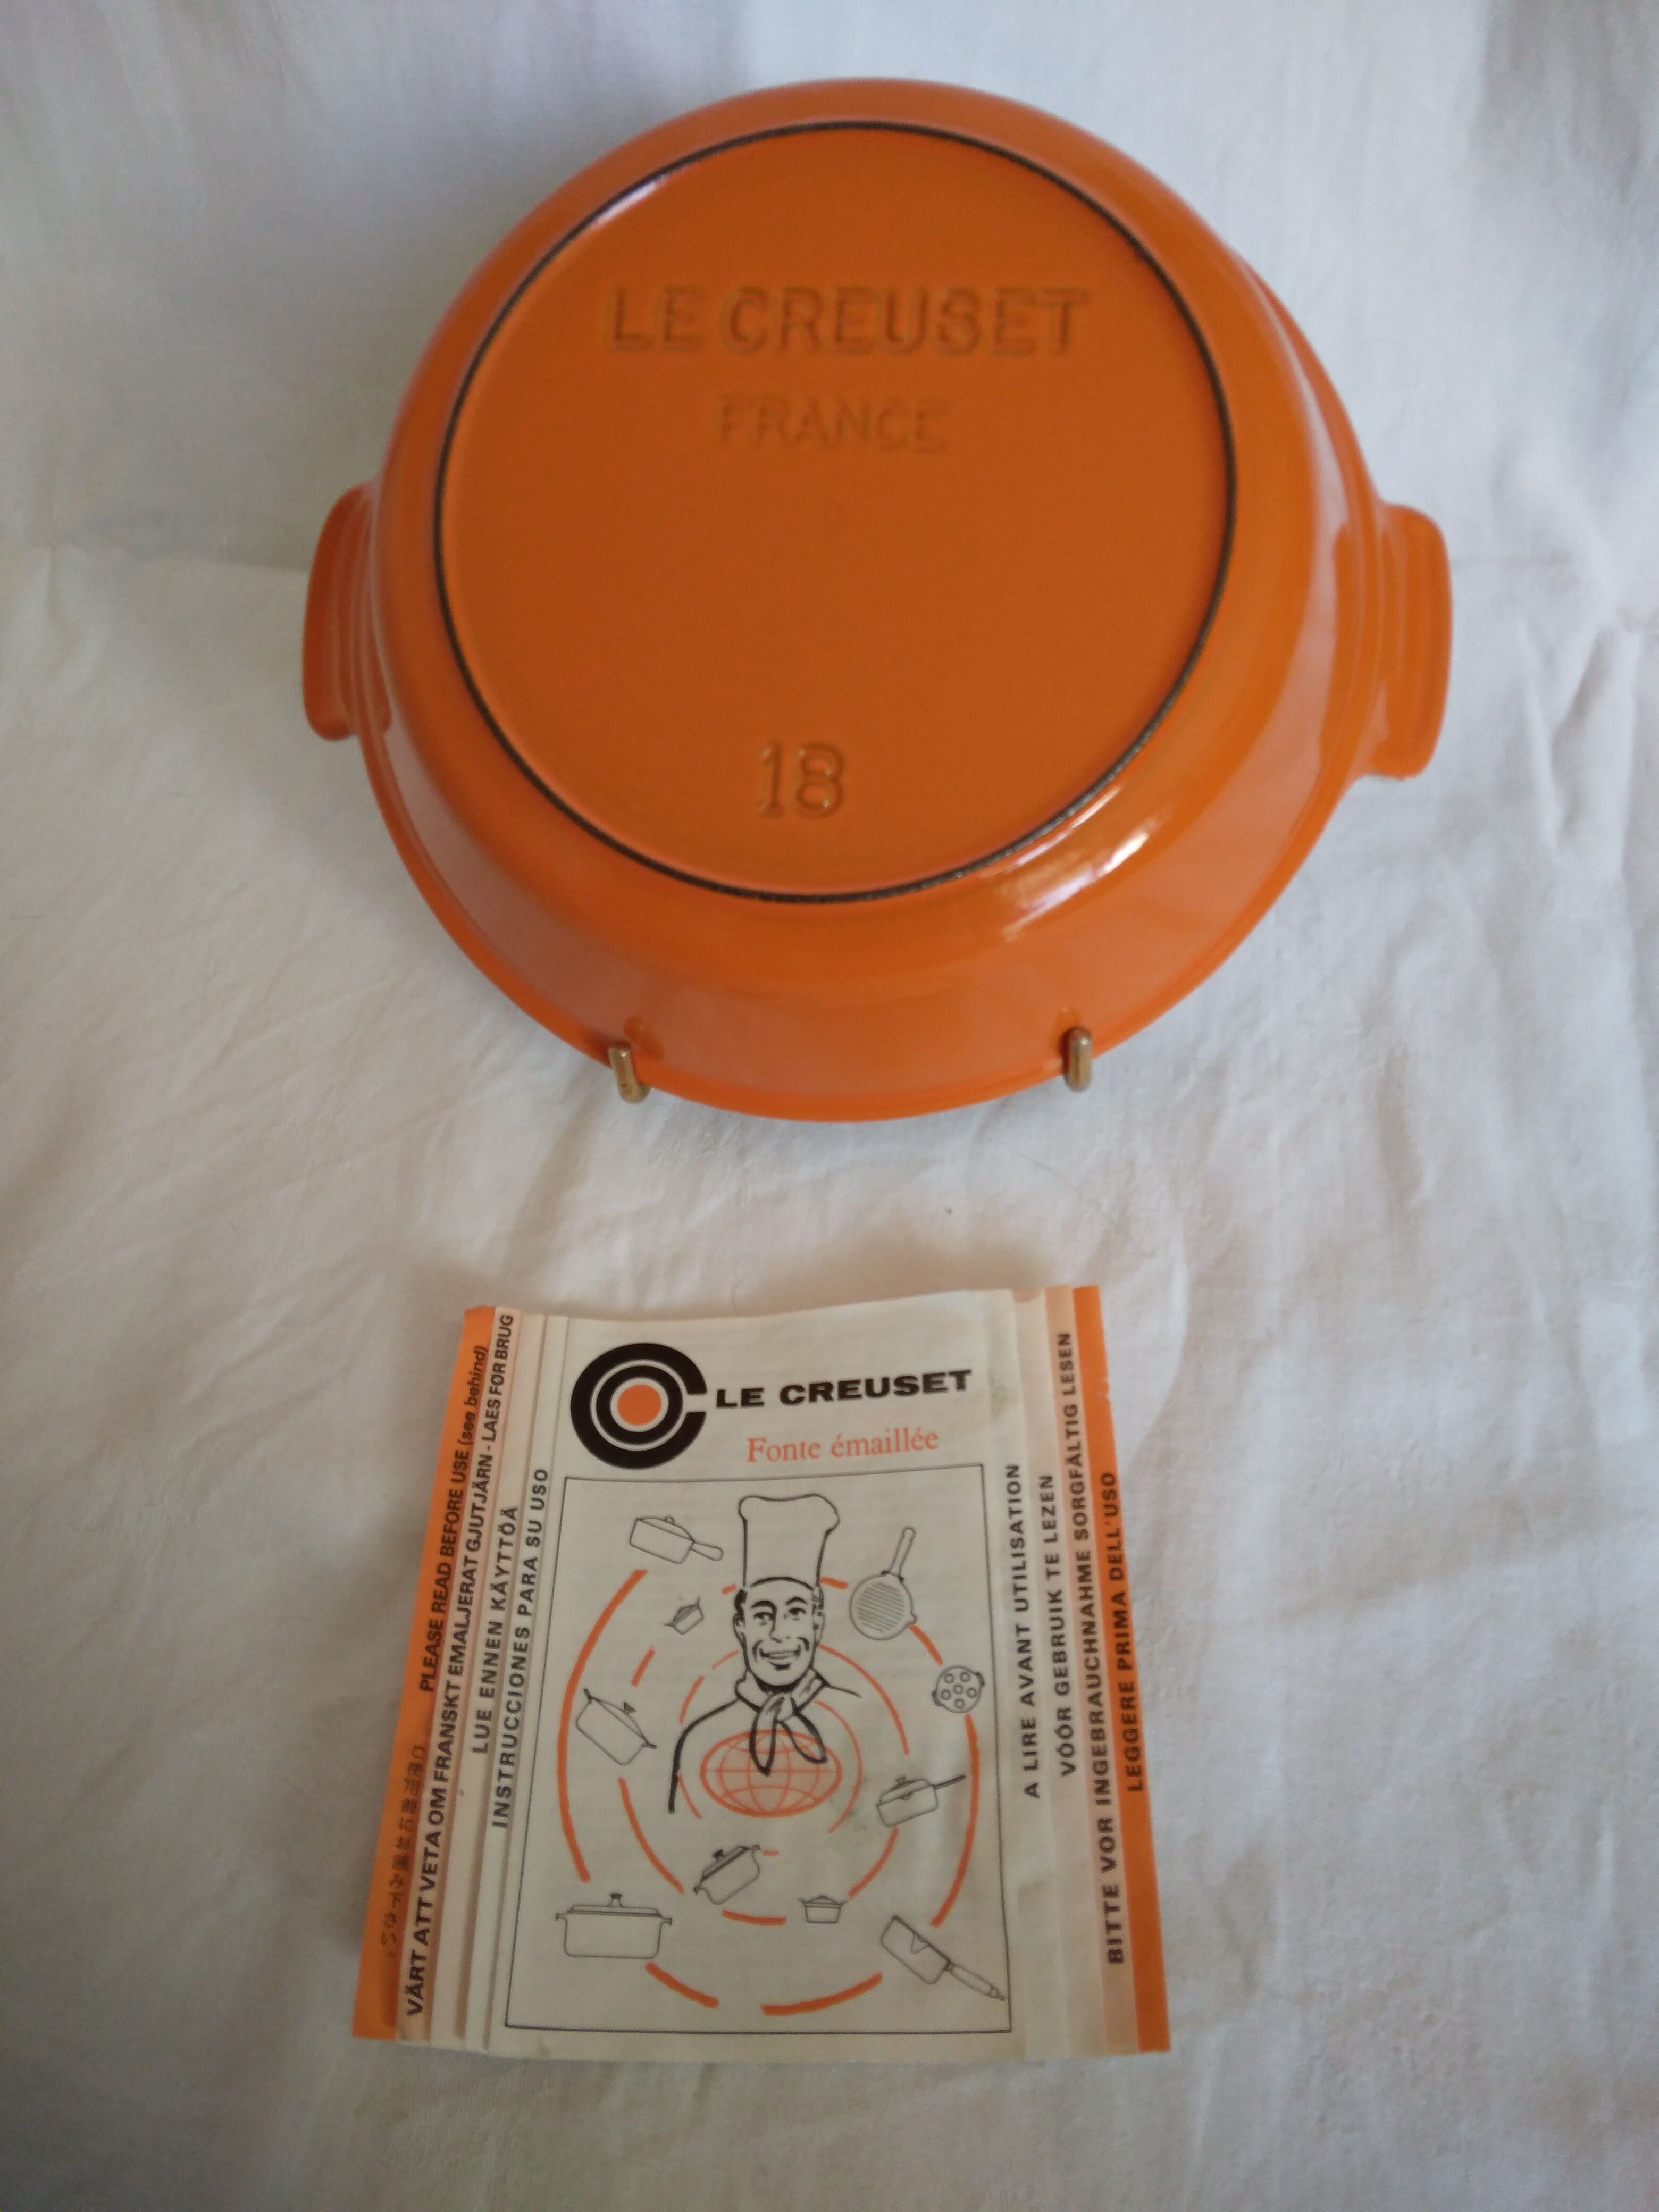 LE CREUSET
FRANCE
18
LE CREUSET
Fonte émaillée
PLEASE READ BEFORE USE (see behind)
VÄRT ATT VETA OM FRANSKT EMALJERAT GJUTJÄRN - LAES FOR BRUG
LUE ENNEN KÄYTTÖÄ
INSTRUCCIONES PARA SU USO
A LIRE AVANT UTILISATION
VÓÓR GEBRUIK TE LEZEN
BITTE VOR INGEBRAUCHNAHME SORGFÄLTIG LESEN
LEGGERE PRIMA DELL'USO